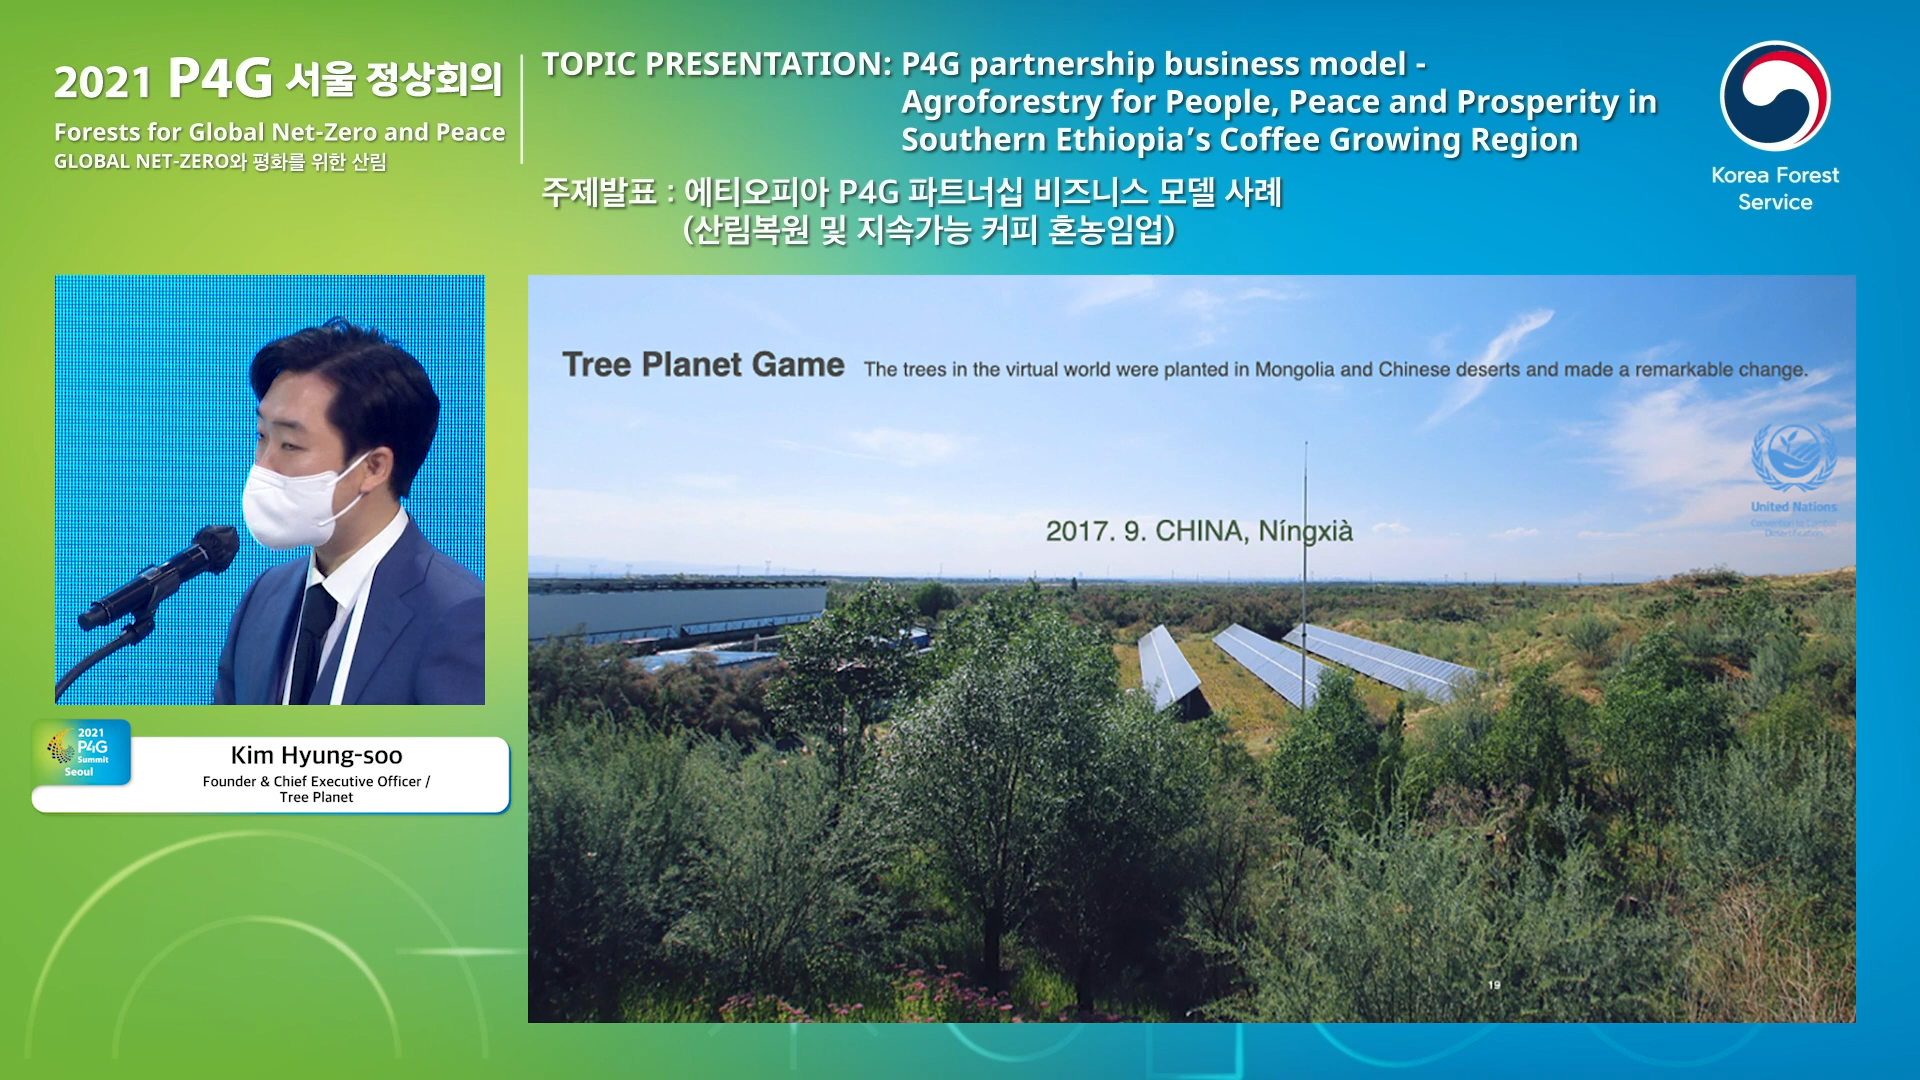 2021 P4G 서울 정상회의
Forests for Global Net-Zero and Peace
GLOBAL NET-ZERO와 평화를 위한 산림
TOPIC PRESENTATION: P4G partnership business model -
Agroforestry for People, Peace and Prosperity in
Southern Ethiopia’s Coffee Growing Region
주제발표 : 에티오피아 P4G 파트너십 비즈니스 모델 사례
(산림복원 및 지속가능 커피 혼농임업)
Korea Forest
Service
Tree Planet Game The trees in the virtual world were planted in Mongolia and Chinese deserts and made a remarkable change.
United Nations
Convention to Combat
Desertification
2017. 9. CHINA, Níngxià
19
2021
P4G
Summit
Seoul
Kim Hyung-soo
Founder & Chief Executive Officer /
Tree Planet